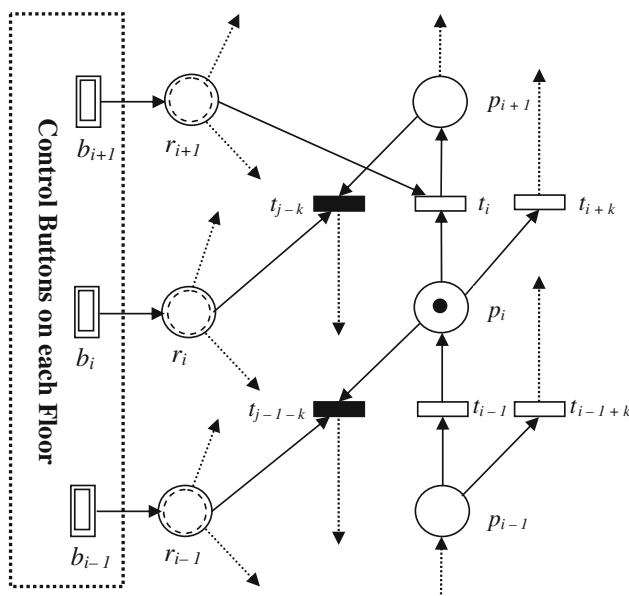 Control Buttons on each Floor
b_{i+1}
r_{i+1}
p_{i+1}
t_{j-k}
t_i
t_{i+k}
b_i
r_i
p_i
t_{j-1-k}
t_{i-1}
t_{i-1+k}
b_{i-1}
r_{i-1}
p_{i-1}